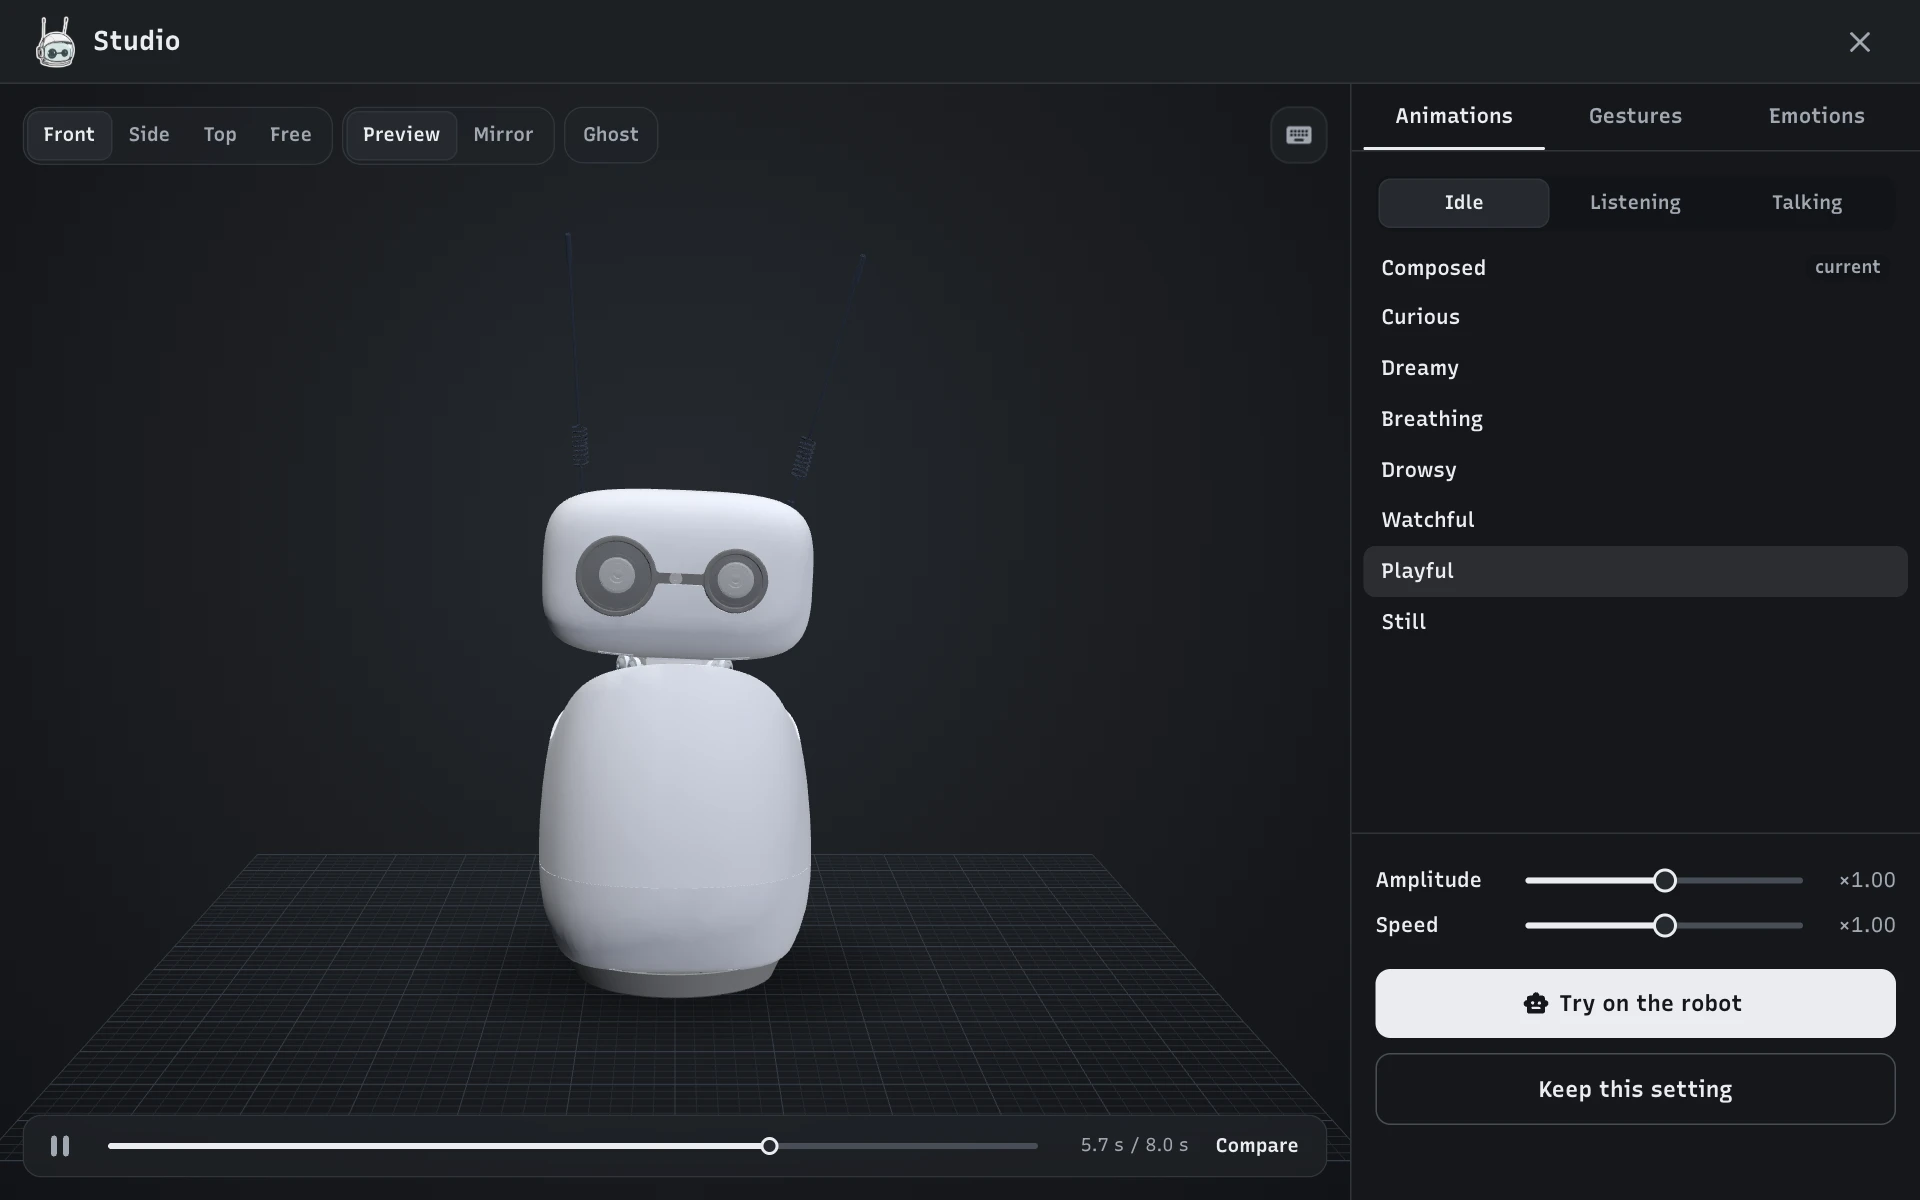 Studio
Front Side Top Free Preview Mirror Ghost
Animations Gestures Emotions
Idle Listening Talking
Composed current
Curious
Dreamy
Breathing
Drowsy
Watchful
Playful
Still
Amplitude ×1.00
Speed ×1.00
Try on the robot
Keep this setting
5.7 s / 8.0 s Compare